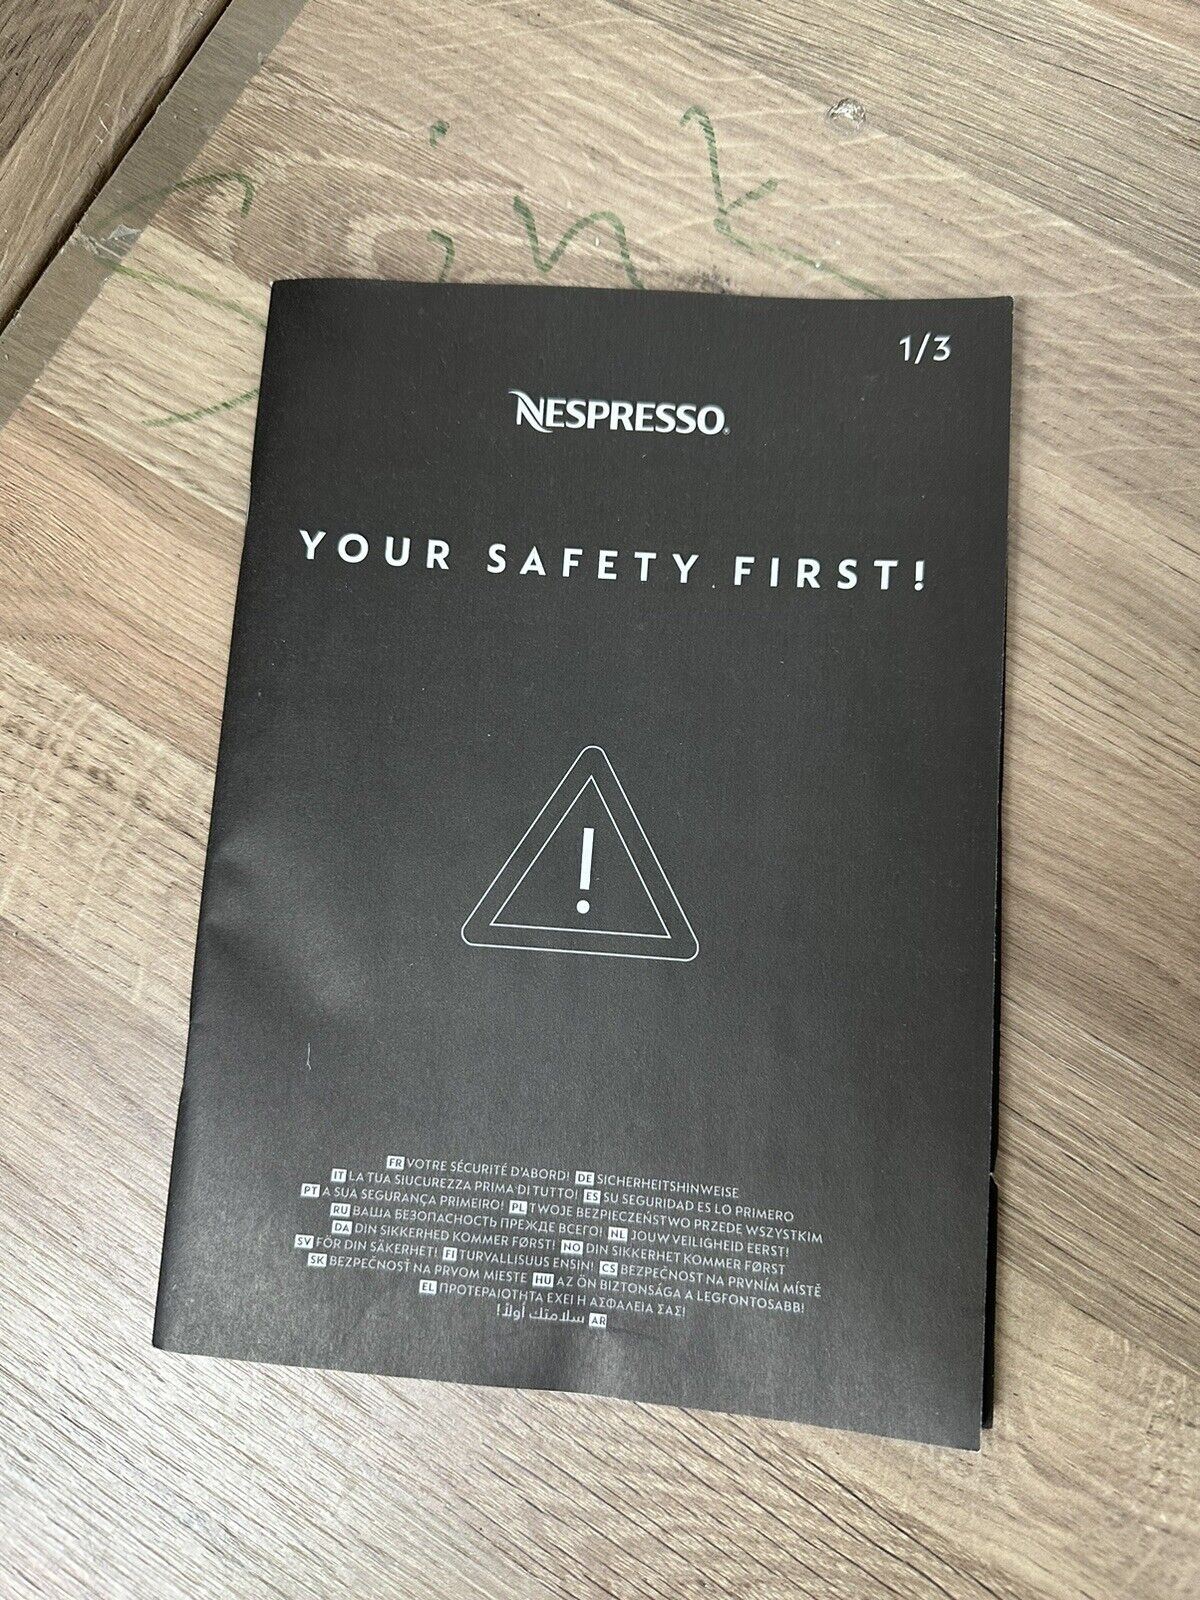 1/3
NESPRESSO®
YOUR SAFETY FIRST!
!
FR VOTRE SÉCURITÉ D'ABORD! DE SICHERHEITSHINWEISE
IT LA TUA SIUCUREZZA PRIMA DI TUTTO! ES SU SEGURIDAD ES LO PRIMERO
PT A SUA SEGURANÇA PRIMEIRO! PL TWOJE BEZPIECZEŃSTWO PRZEDE WSZYSTKIM
RU ВАША БЕЗОПАСНОСТЬ ПРЕЖДЕ ВСЕГО! NL JOUW VEILIGHEID EERST!
DA DIN SIKKERHED KOMMER FØRST! NO DIN SIKKERHET KOMMER FØRST
SV FÖR DIN SÄKERHET! FI TURVALLISUUS ENSIN! CS BEZPEČNOST NA PRVNÍM MÍSTĚ
SK BEZPEČNOSŤ NA PRVOM MIESTE HU AZ ÖN BIZTONSÁGA A LEGFONTOSABB!
EL ΠΡΟΤΕΡΑΙΟΤΗΤΑ ΕΧΕΙ Η ΑΣΦΑΛΕΙΑ ΣΑΣ!
AR سلامتك أولاً!